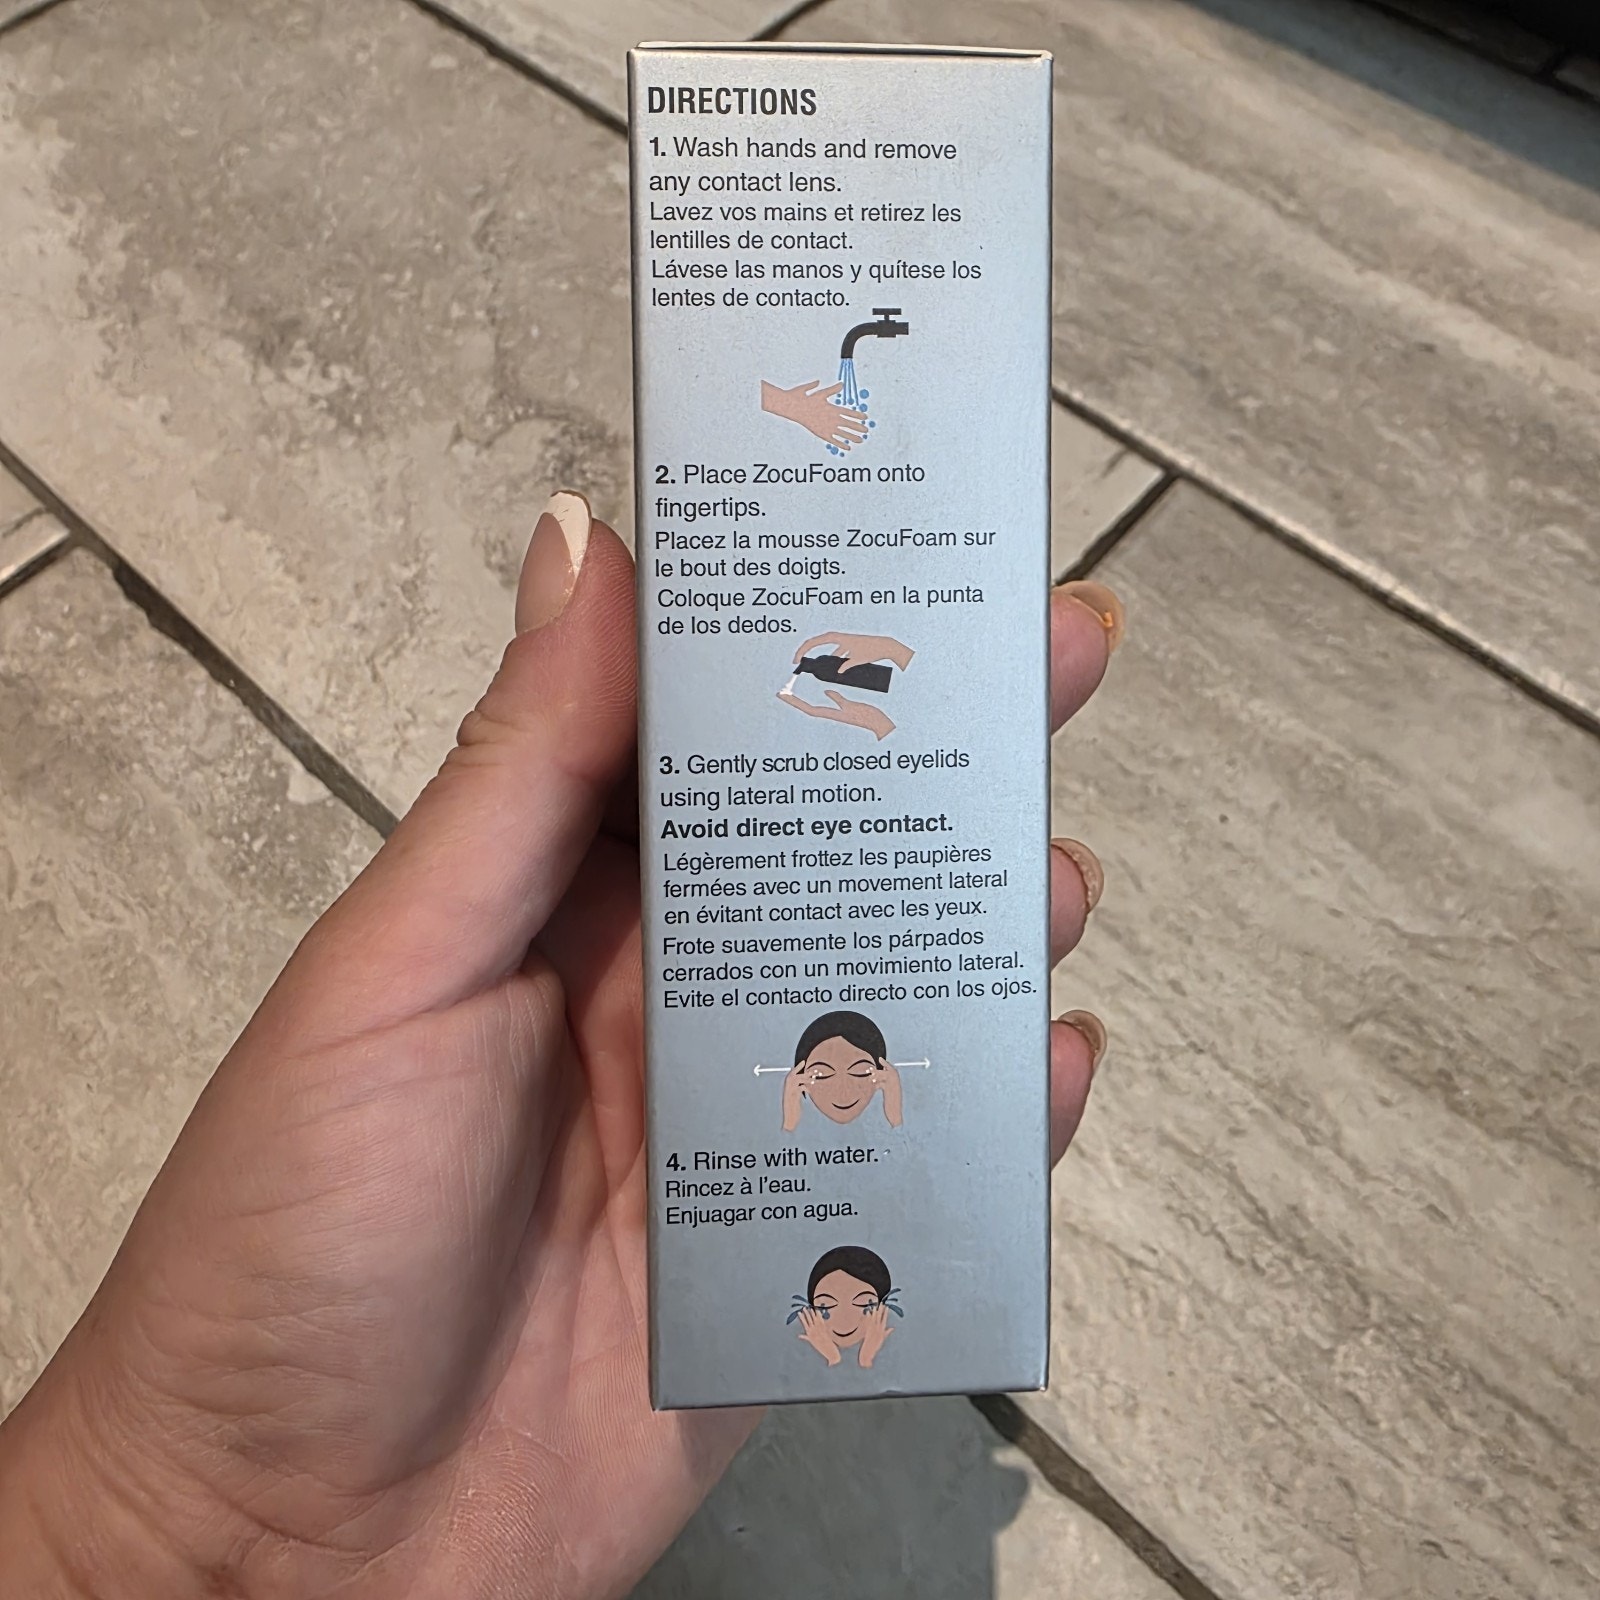 DIRECTIONS
1. Wash hands and remove
any contact lens.
Lavez vos mains et retirez les
lentilles de contact.
Lávese las manos y quítese los
lentes de contacto.
2. Place ZocuFoam onto
fingertips.
Placez la mousse ZocuFoam sur
le bout des doigts.
Coloque ZocuFoam en la punta
de los dedos.
3. Gently scrub closed eyelids
using lateral motion.
Avoid direct eye contact.
Légèrement frottez les paupières
fermées avec un movement lateral
en évitant contact avec les yeux.
Frote suavemente los párpados
cerrados con un movimiento lateral.
Evite el contacto directo con los ojos.
4. Rinse with water.
Rincez à l'eau.
Enjuagar con agua.